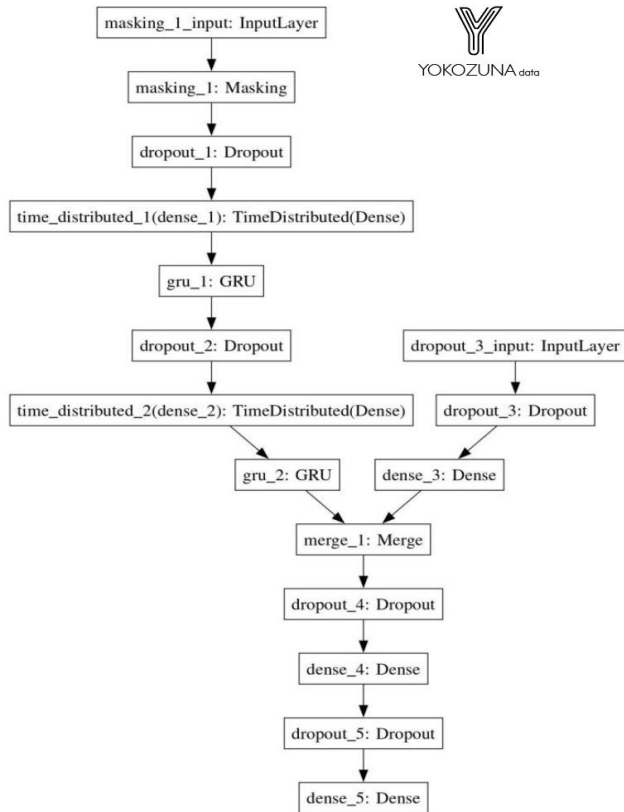 masking_1_input: InputLayer
YOKOZUNA data
masking_1: Masking
dropout_1: Dropout
time_distributed_1(dense_1): TimeDistributed(Dense)
gru_1: GRU
dropout_2: Dropout
dropout_3_input: InputLayer
time_distributed_2(dense_2): TimeDistributed(Dense)
dropout_3: Dropout
gru_2: GRU
dense_3: Dense
merge_1: Merge
dropout_4: Dropout
dense_4: Dense
dropout_5: Dropout
dense_5: Dense